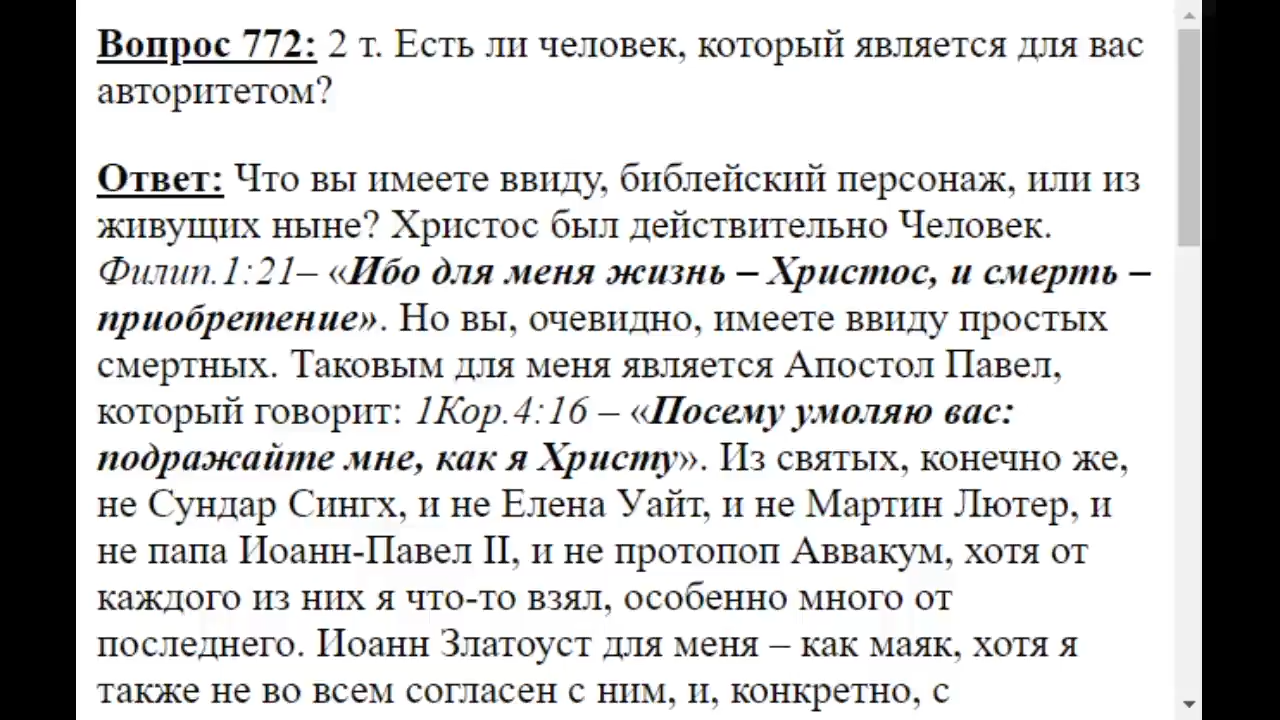 Вопрос 772: 2 т. Есть ли человек, который является для вас
авторитетом?
Ответ: Что вы имеете ввиду, библейский персонаж, или из
живущих ныне? Христос был действительно Человек.
Филип.1:21– «Ибо для меня жизнь – Христос, и смерть –
приобретение». Но вы, очевидно, имеете ввиду простых
смертных. Таковым для меня является Апостол Павел,
который говорит: 1Кор.4:16 – «Посему умоляю вас:
подражайте мне, как я Христу». Из святых, конечно же,
не Сундар Сингх, и не Елена Уайт, и не Мартин Лютер, и
не папа Иоанн-Павел II, и не протопоп Аввакум, хотя от
каждого из них я что-то взял, особенно много от
последнего. Иоанн Златоуст для меня – как маяк, хотя я
также не во всем согласен с ним, и, конкретно, с